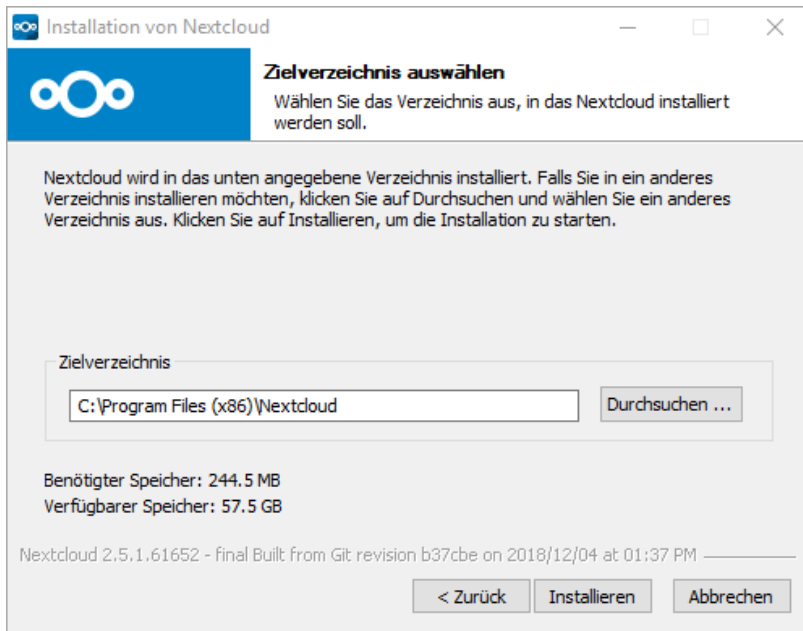 Installation von Nextcloud
Zielverzeichnis auswählen
Wählen Sie das Verzeichnis aus, in das Nextcloud installiert
werden soll.
Nextcloud wird in das unten angegebene Verzeichnis installiert. Falls Sie in ein anderes
Verzeichnis installieren möchten, klicken Sie auf Durchsuchen und wählen Sie ein anderes
Verzeichnis aus. Klicken Sie auf Installieren, um die Installation zu starten.
Zielverzeichnis
C:\Program Files (x86)\Nextcloud
Durchsuchen ...
Benötigter Speicher: 244.5 MB
Verfügbarer Speicher: 57.5 GB
Nextcloud 2.5.1.61652 - final Built from Git revision b37cbe on 2018/12/04 at 01:37 PM
< Zurück
Installieren
Abbrechen